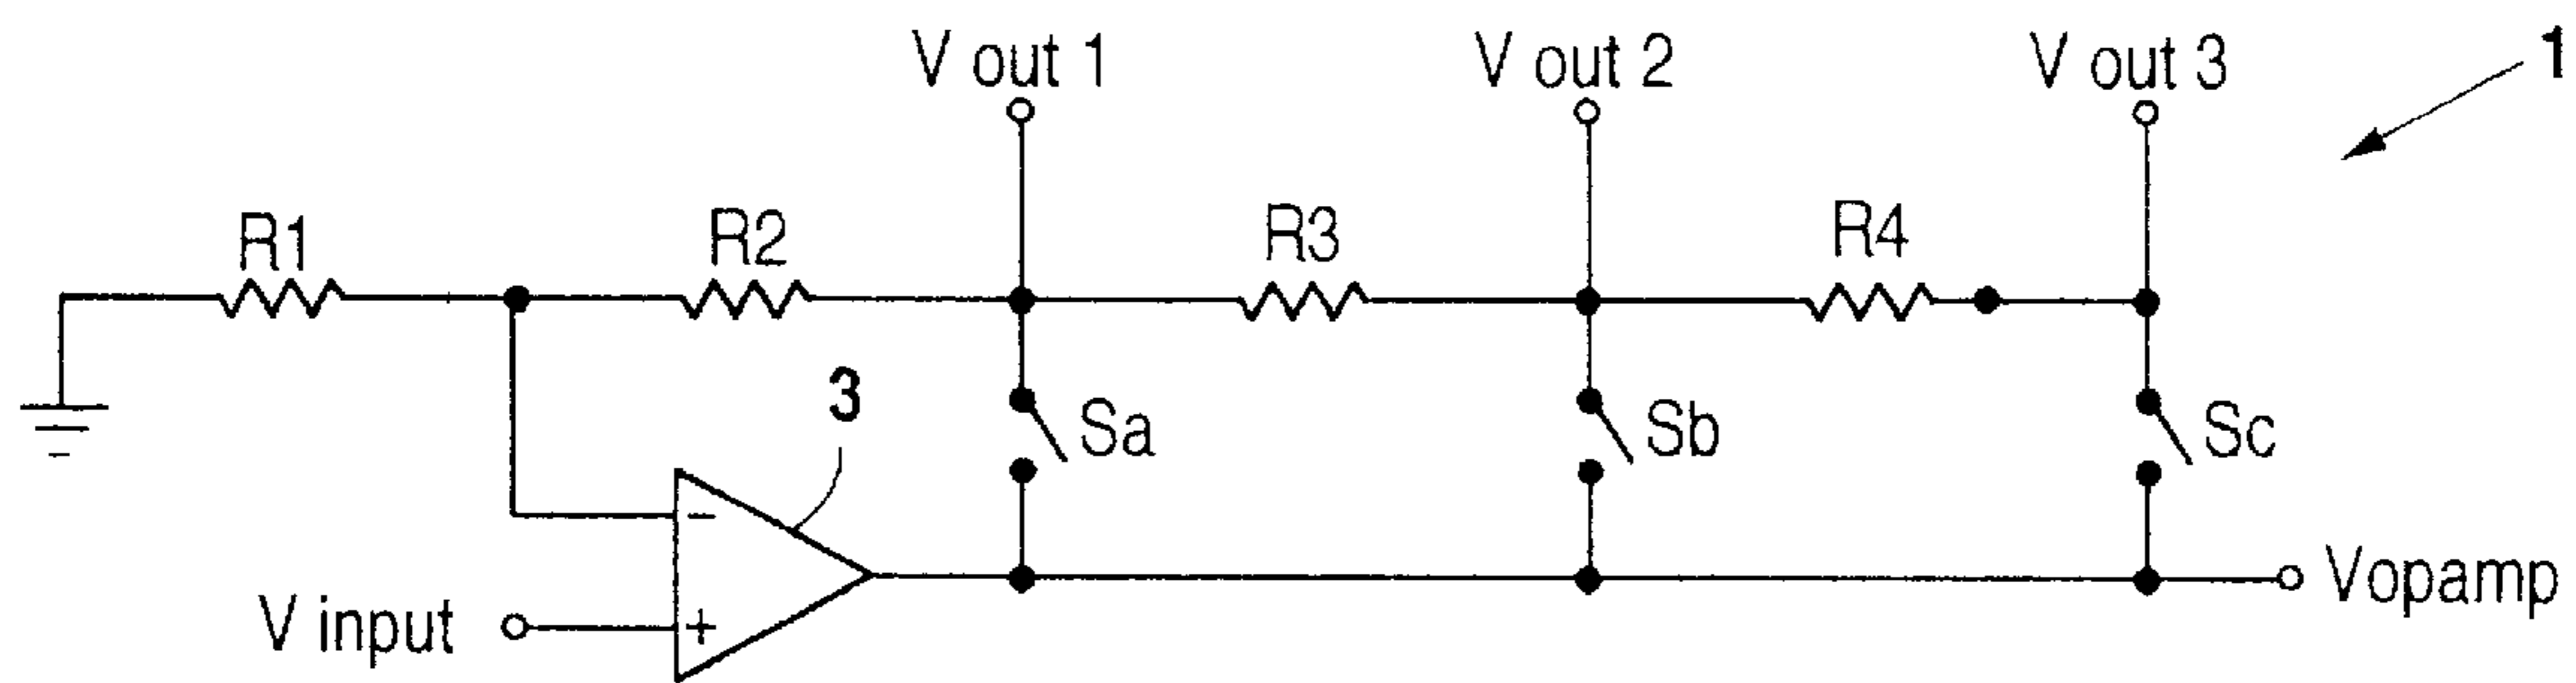 V out 1
V out 2
V out 3
1
R1
R2
R3
R4
3
Sa
Sb
Sc
-
+
V input
Vopamp